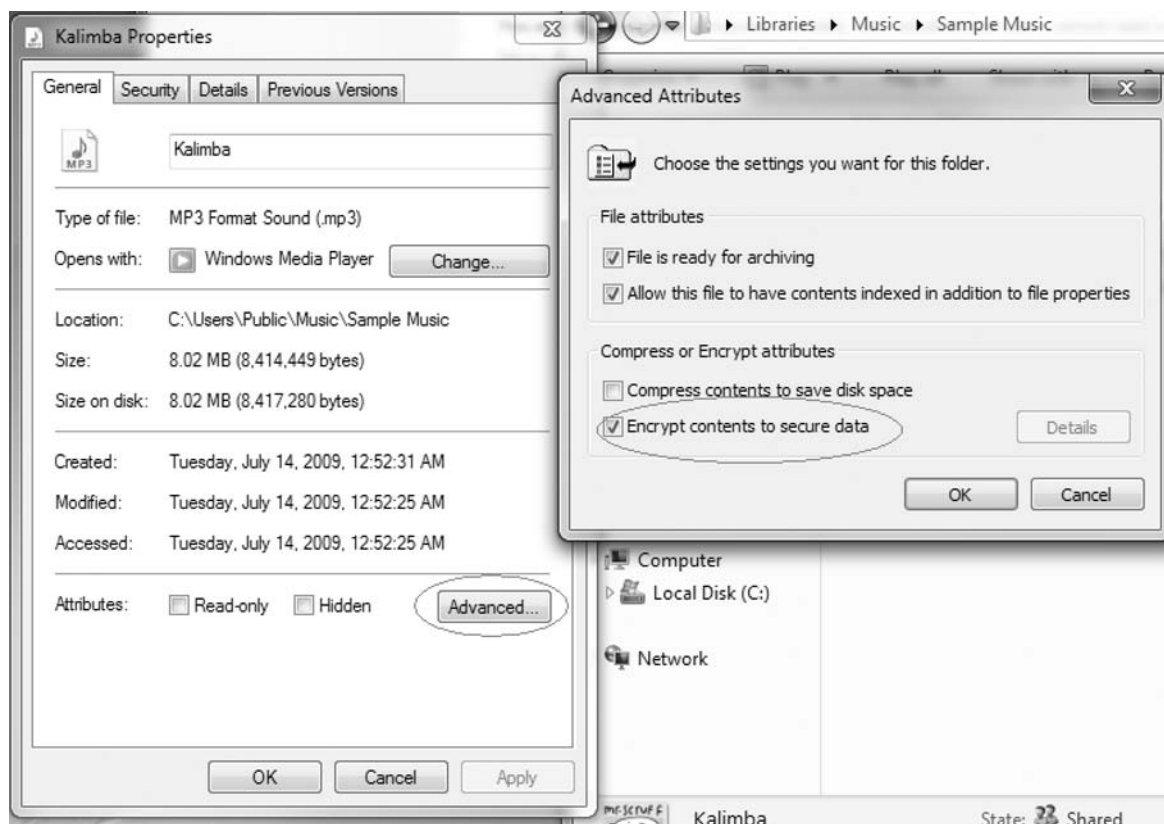 Kalimba Properties
General Security Details Previous Versions
MP3
Kalimba
Type of file: MP3 Format Sound (.mp3)
Opens with: Windows Media Player Change...
Location: C:\Users\Public\Music\Sample Music
Size: 8.02 MB (8,414,449 bytes)
Size on disk: 8.02 MB (8,417,280 bytes)
Created: Tuesday, July 14, 2009, 12:52:31 AM
Modified: Tuesday, July 14, 2009, 12:52:25 AM
Accessed: Tuesday, July 14, 2009, 12:52:25 AM
Attributes: Read-only Hidden Advanced...
OK Cancel Apply
Libraries Music Sample Music
Advanced Attributes
Choose the settings you want for this folder.
File attributes
File is ready for archiving
Allow this file to have contents indexed in addition to file properties
Compress or Encrypt attributes
Compress contents to save disk space
Encrypt contents to secure data Details
OK Cancel
Computer
Local Disk (C:)
Network
mr.scruff
Kalimba State: Shared